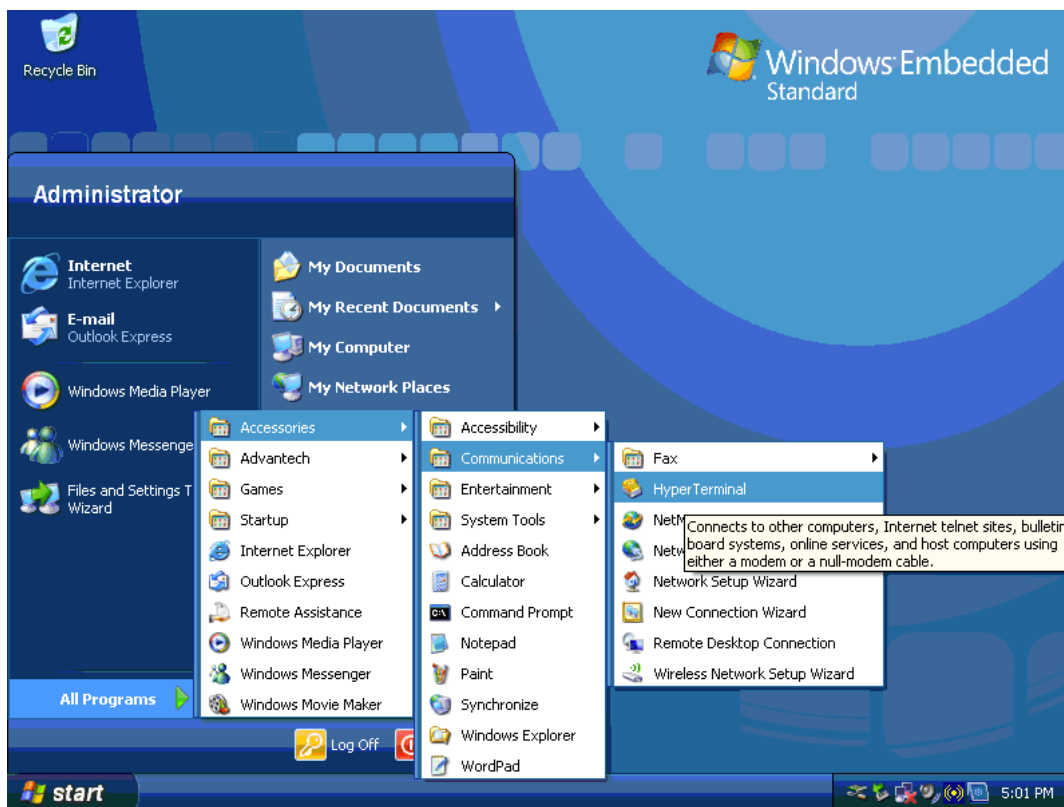 Recycle Bin
Windows Embedded
Standard
Administrator
Internet
Internet Explorer
E-mail
Outlook Express
Windows Media Player
Windows Messenge
Files and Settings T
Wizard
All Programs
My Documents
My Recent Documents
My Computer
My Network Places
Accessories
Advantech
Games
Startup
Internet Explorer
Outlook Express
Remote Assistance
Windows Media Player
Windows Messenger
Windows Movie Maker
Accessibility
Communications
Entertainment
System Tools
Address Book
Calculator
Command Prompt
Notepad
Paint
Synchronize
Windows Explorer
WordPad
Fax
HyperTerminal
Net
Connects to other computers, Internet telnet sites, bulletin
board systems, online services, and host computers using
either a modem or a null-modem cable.
Netw
Network Setup Wizard
New Connection Wizard
Remote Desktop Connection
Wireless Network Setup Wizard
Log Off
start
5:01 PM